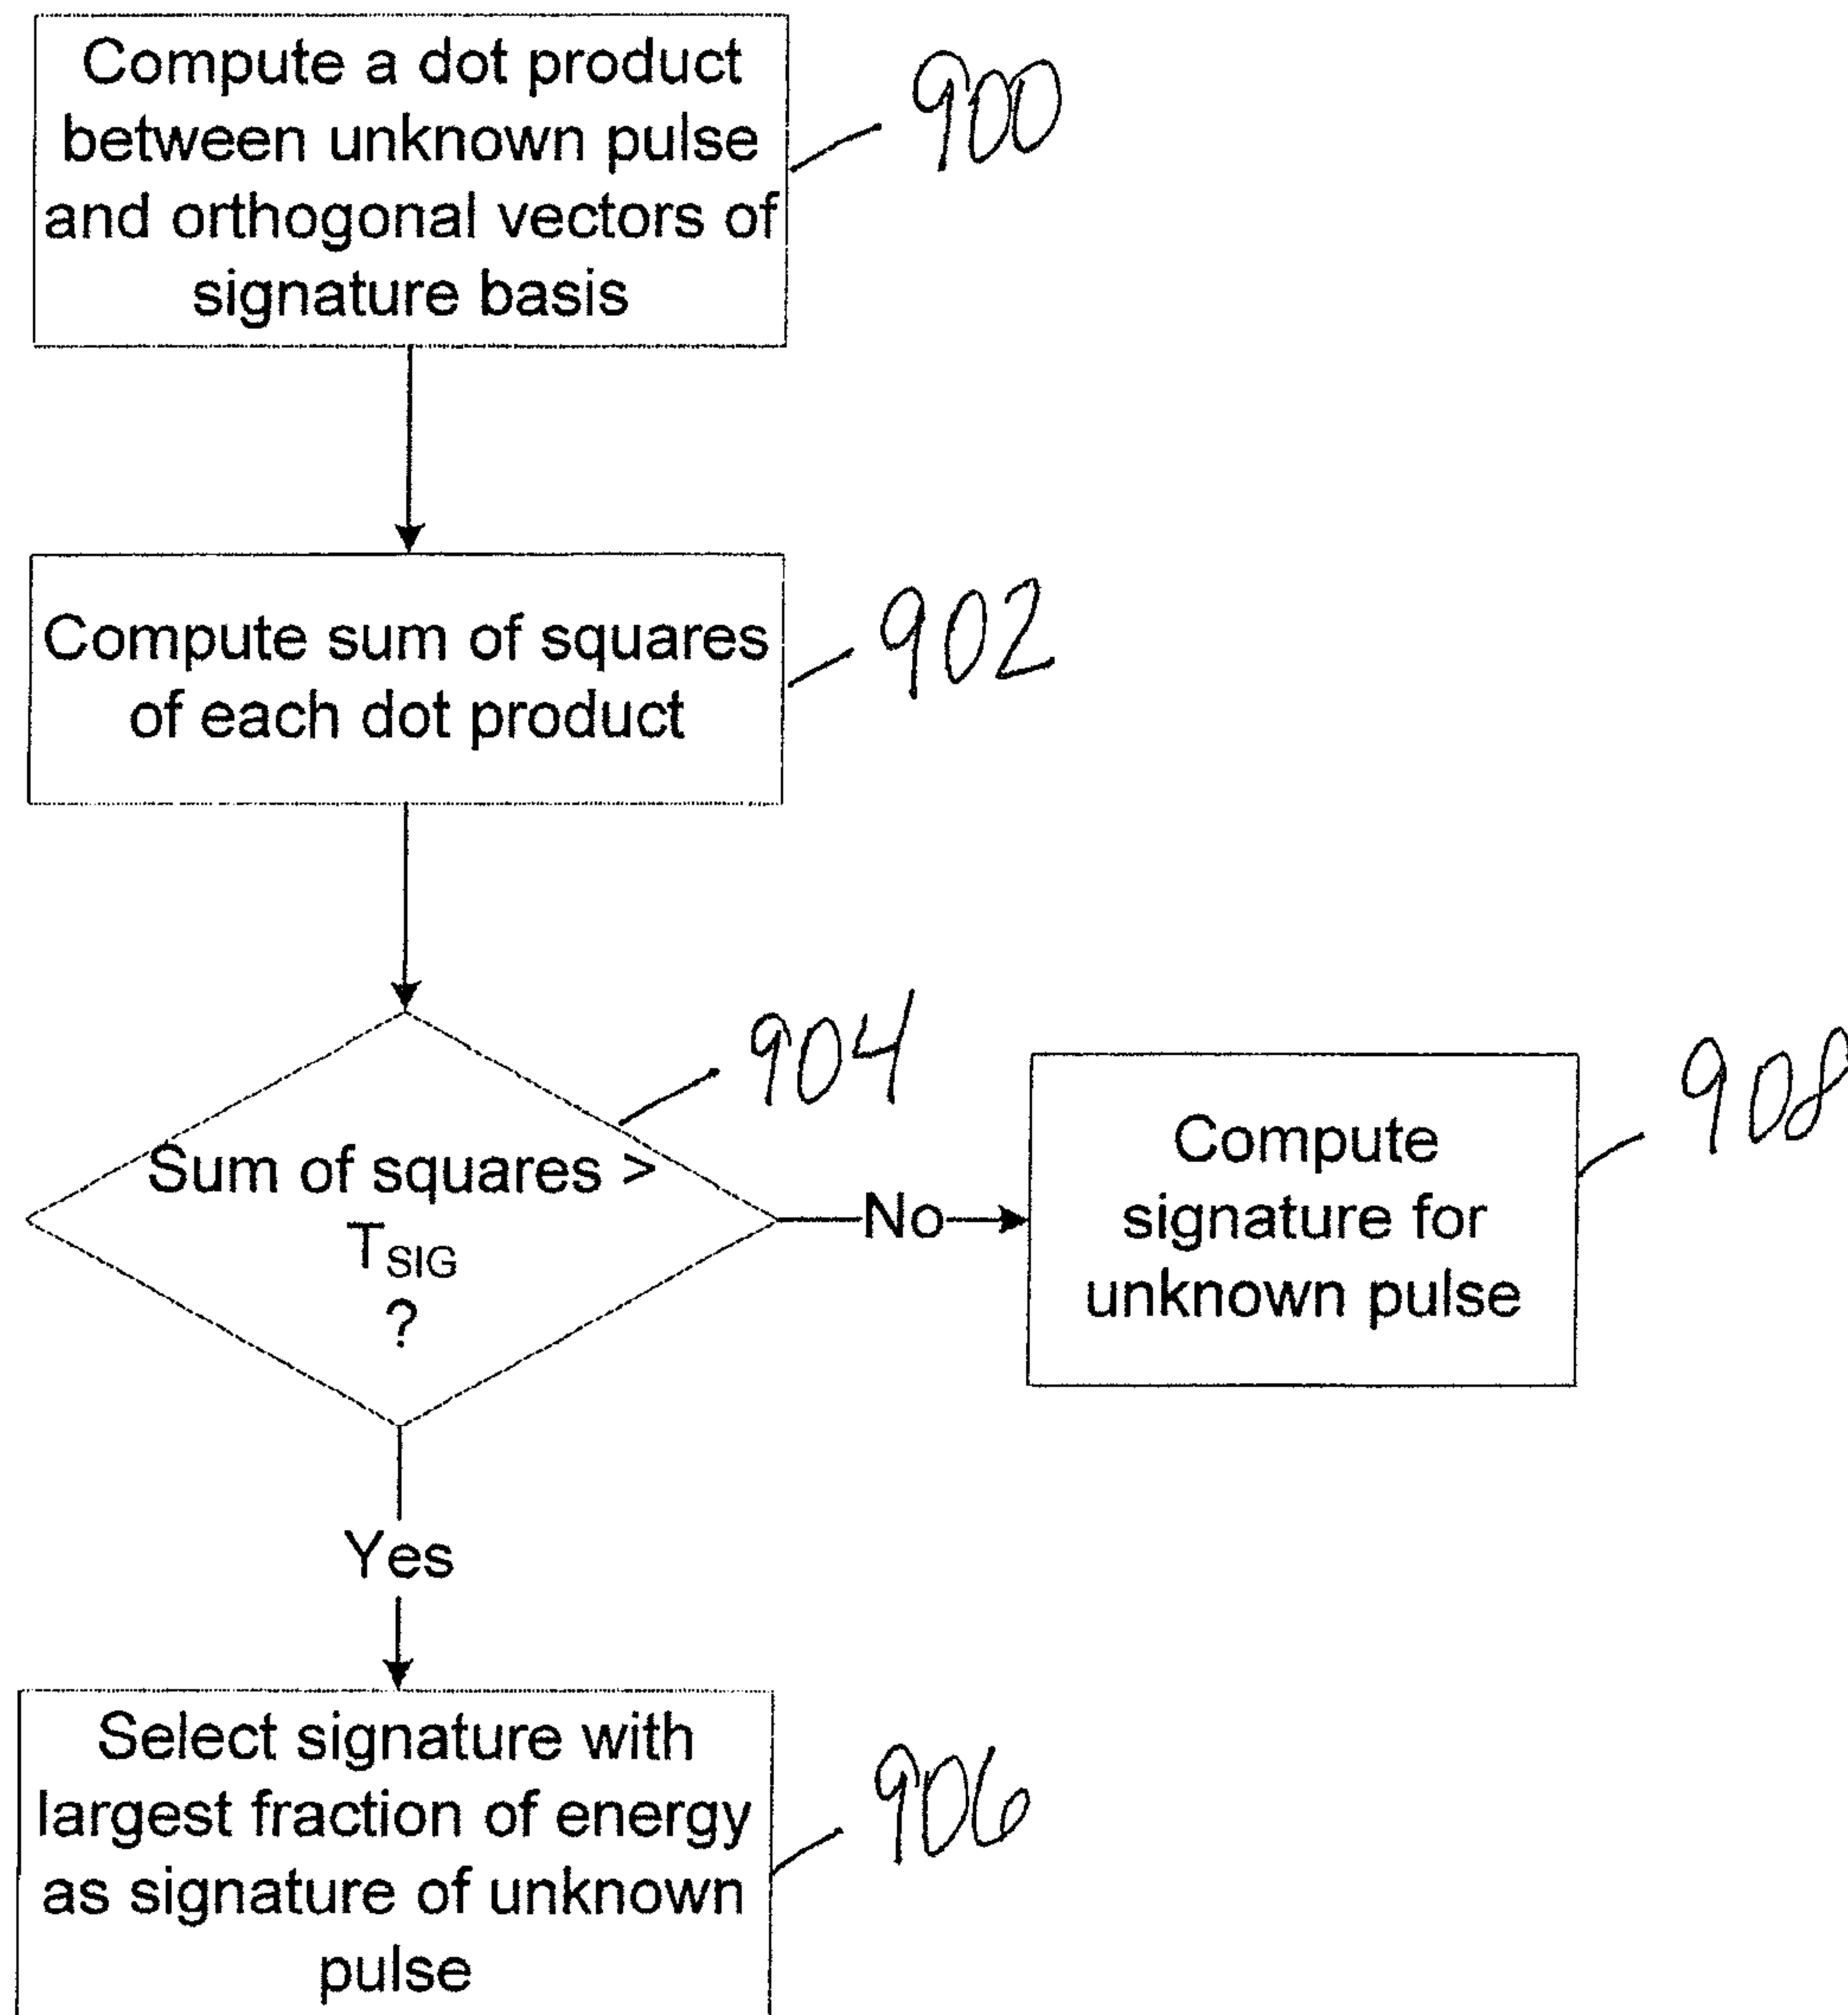 Compute a dot product
between unknown pulse
and orthogonal vectors of
signature basis
900
Compute sum of squares
of each dot product
902
904
Sum of squares >
T_SIG
?
No
Compute
signature for
unknown pulse
908
Yes
Select signature with
largest fraction of energy
as signature of unknown
pulse
906